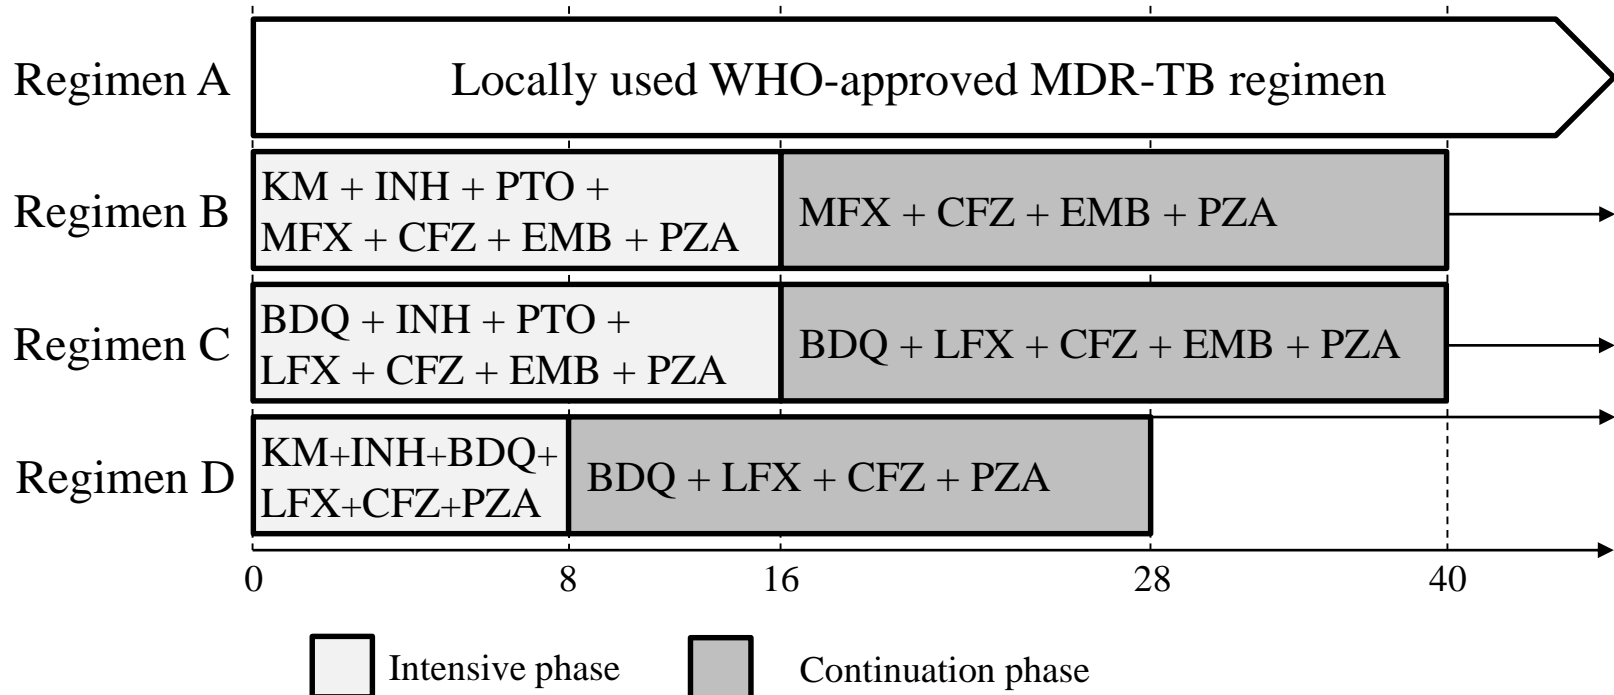 Regimen A
Locally used WHO-approved MDR-TB regimen
Regimen B
KM + INH + PTO +
MFX + CFZ + EMB + PZA
MFX + CFZ + EMB + PZA
Regimen C
BDQ + INH + PTO +
LFX + CFZ + EMB + PZA
BDQ + LFX + CFZ + EMB + PZA
Regimen D
KM+INH+BDQ+
LFX+CFZ+PZA
BDQ + LFX + CFZ + PZA
0 8 16 28 40
Intensive phase
Continuation phase